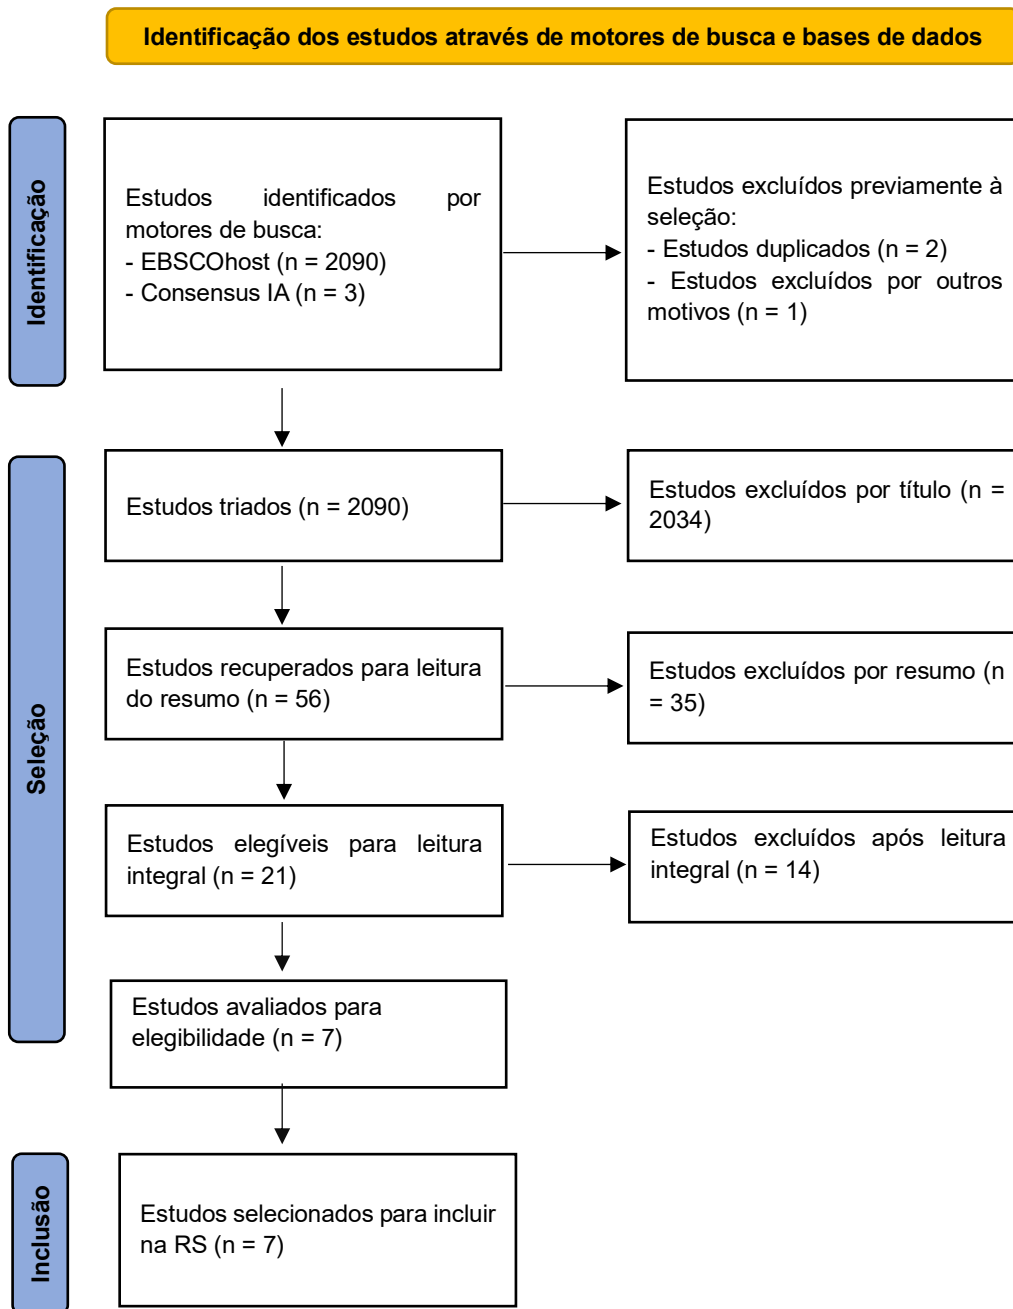 Identificação dos estudos através de motores de busca e bases de dados
Identificação
Estudos identificados por
motores de busca:
- EBSCOhost (n = 2090)
- Consensus IA (n = 3)
Estudos excluídos previamente à
seleção:
- Estudos duplicados (n = 2)
- Estudos excluídos por outros
motivos (n = 1)
Seleção
Estudos triados (n = 2090)
Estudos excluídos por título (n =
2034)
Estudos recuperados para leitura
do resumo (n = 56)
Estudos excluídos por resumo (n
= 35)
Estudos elegíveis para leitura
integral (n = 21)
Estudos excluídos após leitura
integral (n = 14)
Estudos avaliados para
elegibilidade (n = 7)
Inclusão
Estudos selecionados para incluir
na RS (n = 7)